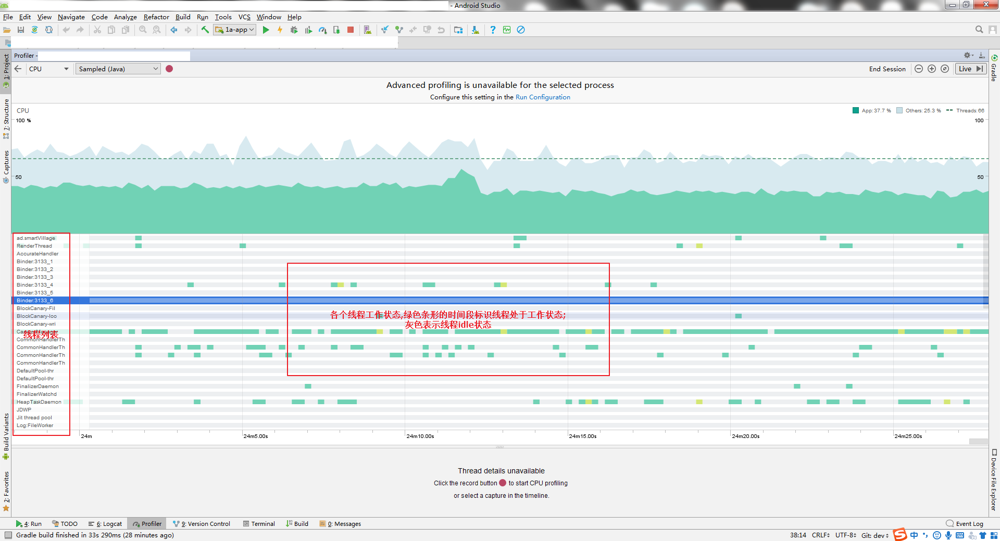 - Android Studio
File Edit View Navigate Code Analyze Refactor Build Run Tools VCS Window Help
1a-app
Profiler -
CPU Sampled (Java) End Session Live
Advanced profiling is unavailable for the selected process
Configure this setting in the Run Configuration
CPU App: 37.7 % Others: 25.3 % Threads: 66
100 % 100
50 50
ad.smartVillage
RenderThread
AccurateHandler
Binder:3133_1
Binder:3133_2
Binder:3133_3
Binder:3133_4
Binder:3133_5
Binder:3133_6
BlockCanary-Fil
BlockCanary-loo
各个线程工作状态,绿色条形的时间段标识线程处于工作状态;
BlockCanary-wri
灰色表示线程idle状态
线程列表
CommonHandlerTh
CommonHandlerTh
CommonHandlerTh
CommonHandlerTh
DefaultPool-thr
DefaultPool-thr
FinalizerDaemon
FinalizerWatchd
HeapTaskDaemon
JDWP
Jit thread pool
Log:FileWorker
24m 24m5.00s 24m10.00s 24m15.00s 24m20.00s 24m25.00s
Thread details unavailable
Click the record button to start CPU profiling
or select a capture in the timeline.
1: Project
7: Structure
Captures
Build Variants
2: Favorites
Gradle
Device File Explorer
4: Run TODO 6: Logcat Profiler 9: Version Control Terminal Build 0: Messages Event Log
Gradle build finished in 33s 290ms (28 minutes ago) 38:14 CRLF UTF-8 Git: dev S 中